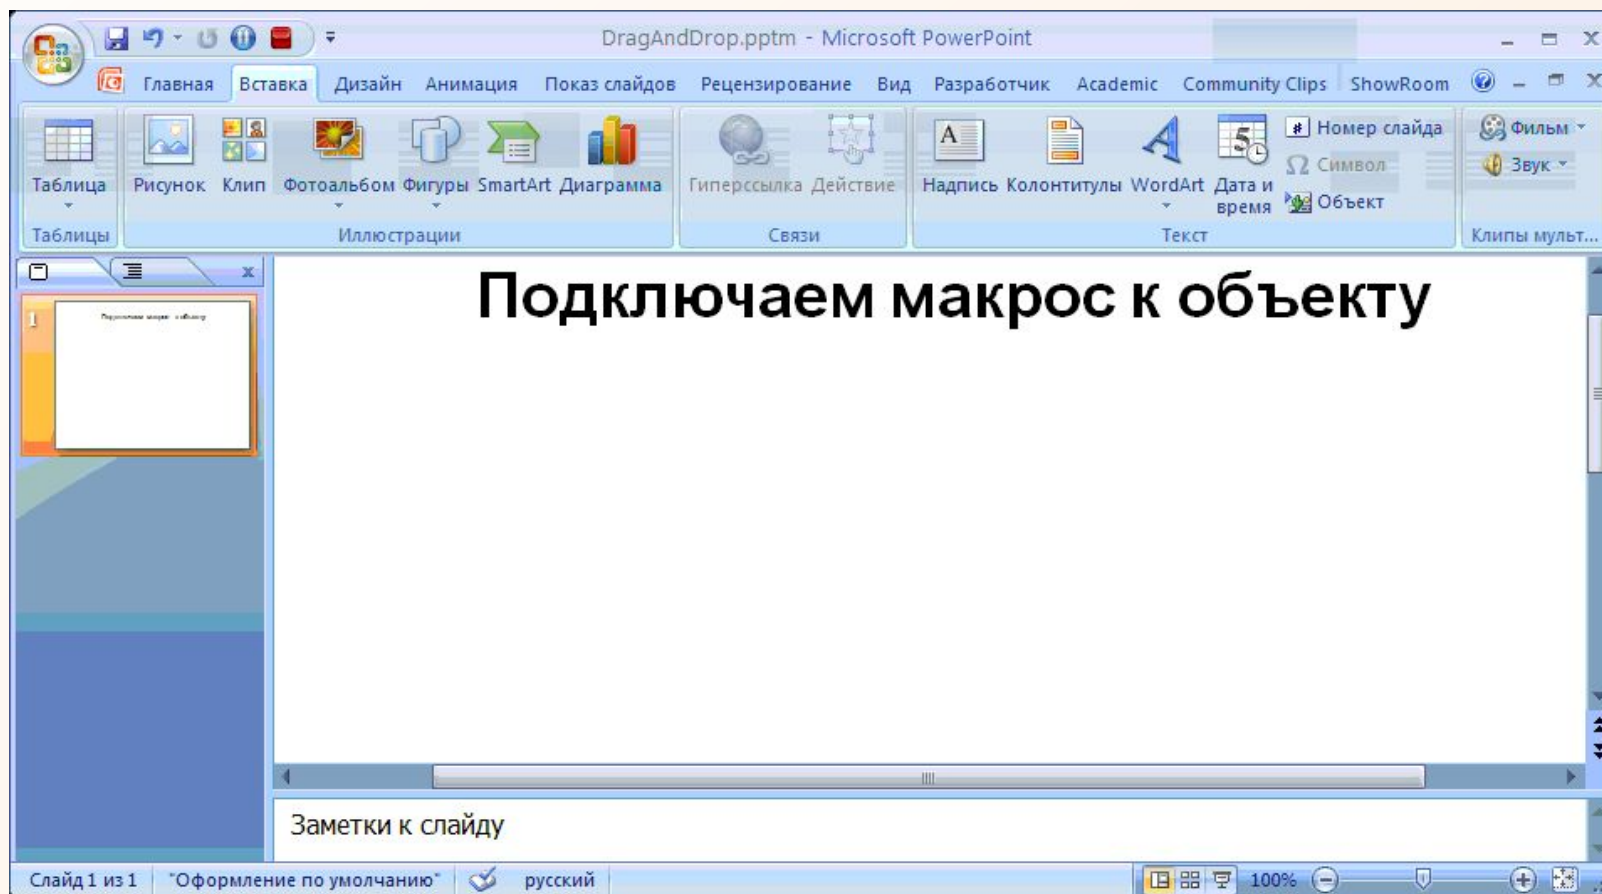 DragAndDrop.pptm - Microsoft PowerPoint
Главная Вставка Дизайн Анимация Показ слайдов Рецензирование Вид Разработчик Academic Community Clips ShowRoom
Таблица Рисунок Клип Фотоальбом Фигуры SmartArt Диаграмма Гиперссылка Действие Надпись Колонтитулы WordArt Дата и время Номер слайда Символ Объект Фильм Звук
Таблицы Иллюстрации Связи Текст Клипы мульт...
1
Подключаем макрос к объекту
Заметки к слайду
Слайд 1 из 1 "Оформление по умолчанию" русский 100%